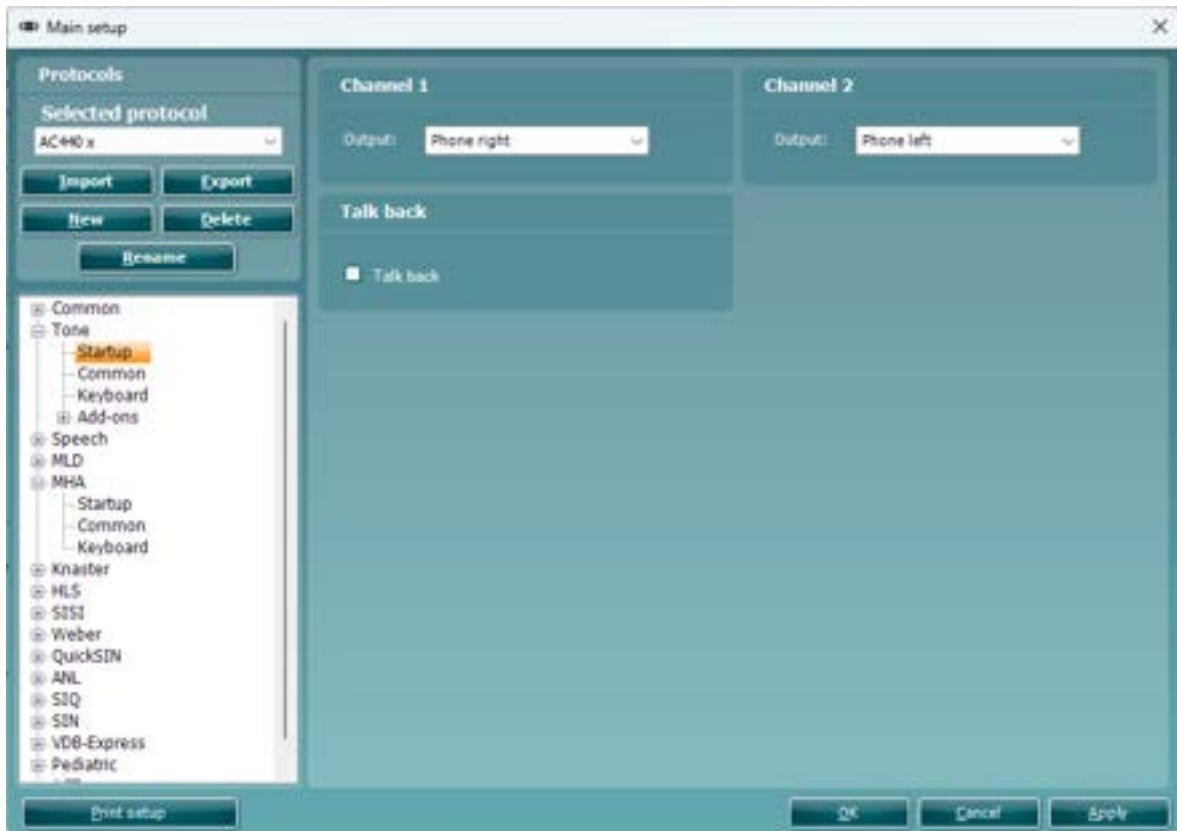 Main setup
Protocols
Selected protocol
AC440 x
Import Export
New Delete
Rename
Common
Tone
Startup
Common
Keyboard
Add-ons
Speech
MLD
MHA
Startup
Common
Keyboard
Knaster
HLS
SISI
Weber
QuickSIN
ANL
SIQ
SIN
VDB-Express
Pediatric
Print setup
Channel 1
Output: Phone right
Channel 2
Output: Phone left
Talk back
Talk back
OK Cancel Apply